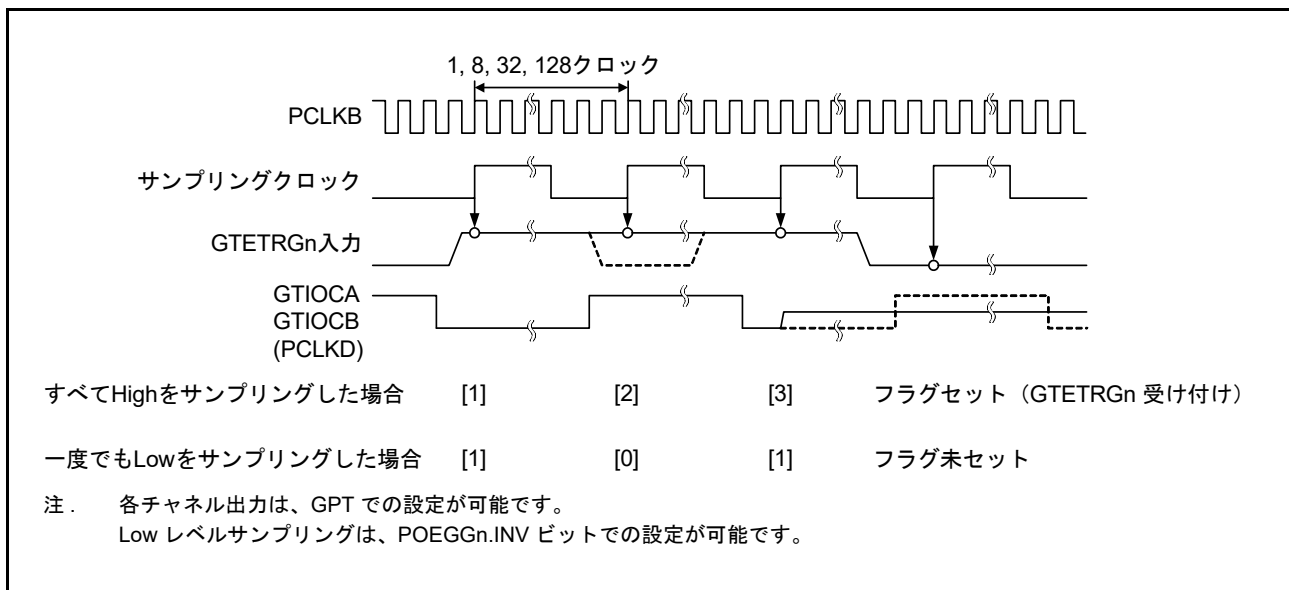 1, 8, 32, 128クロック
PCLKB
サンプリングクロック
GTETRGn入力
GTIOCA
GTIOCB
(PCLKD)
すべてHighをサンプリングした場合 [1] [2] [3] フラグセット（GTETRGn 受け付け）
一度でもLowをサンプリングした場合 [1] [0] [1] フラグ未セット
注 . 各チャネル出力は、GPT での設定が可能です。
Low レベルサンプリングは、POEGGn.INV ビットでの設定が可能です。